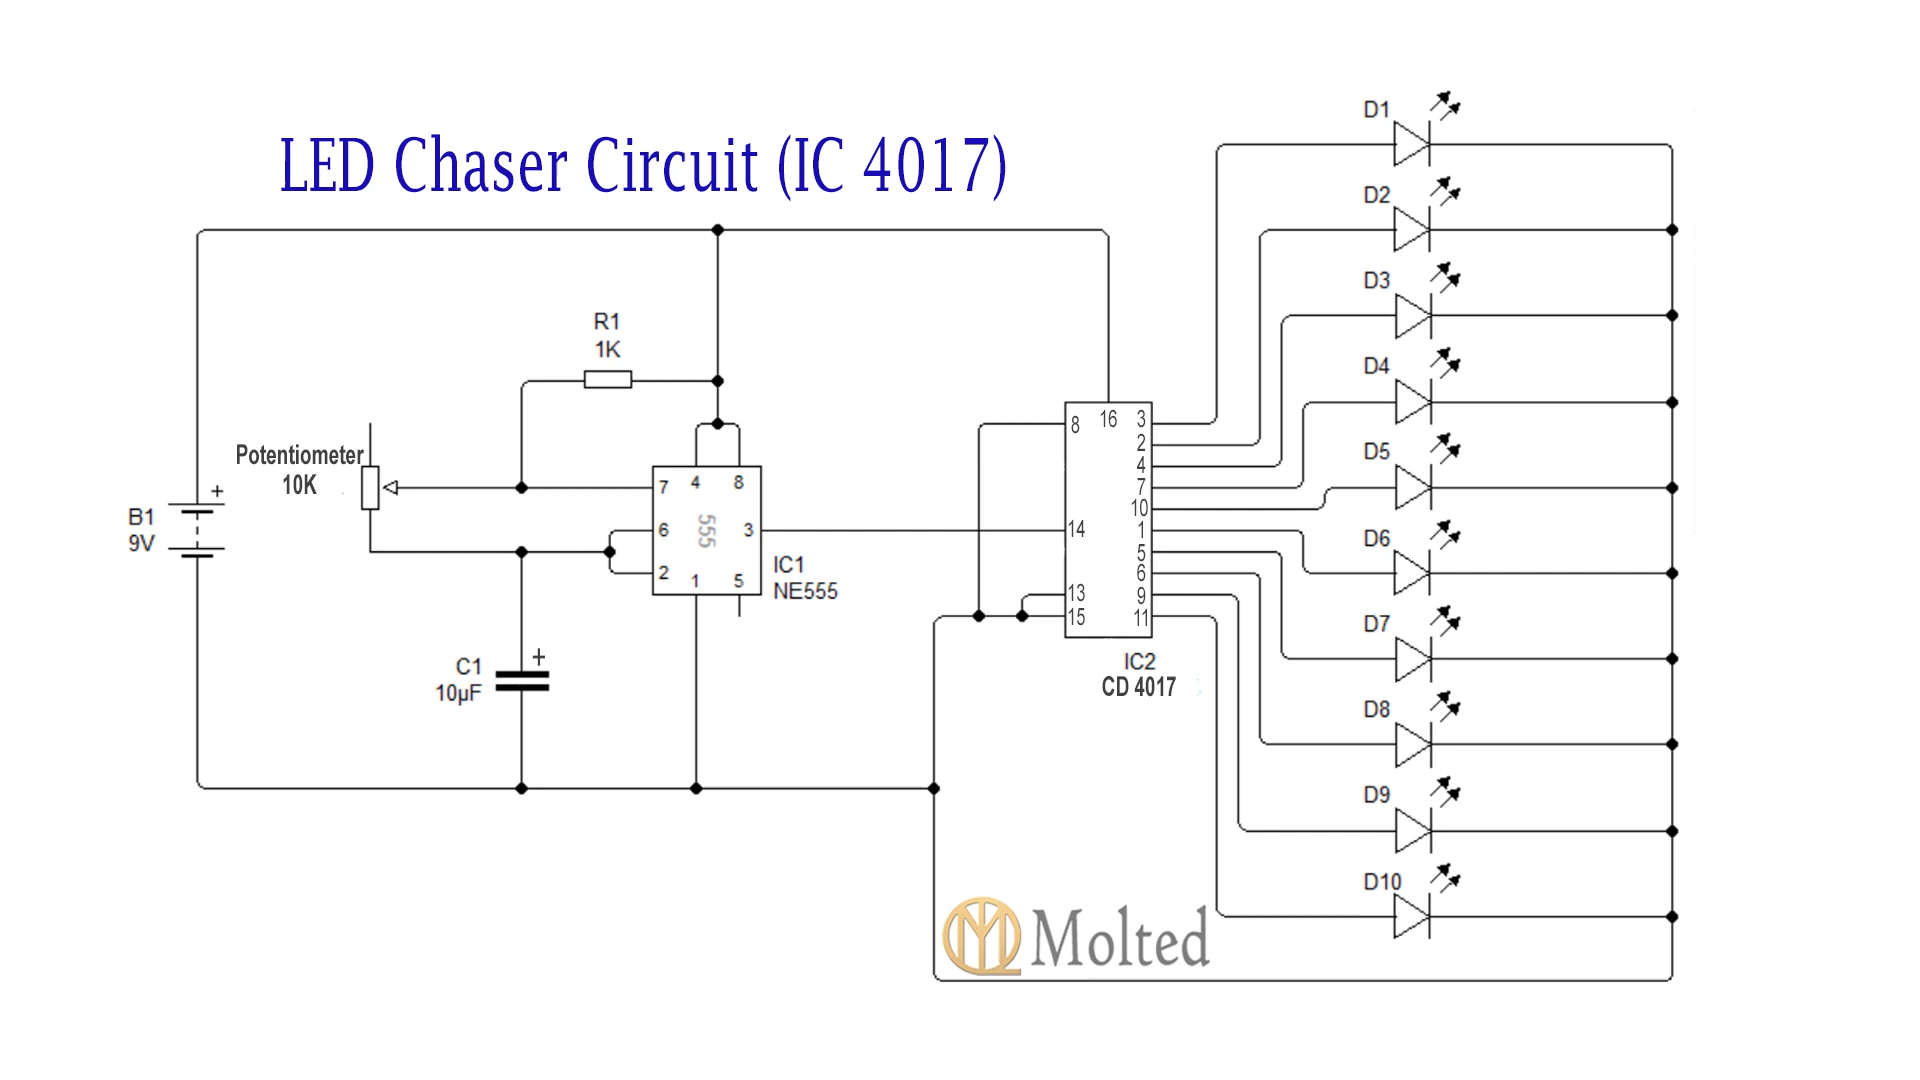 LED Chaser Circuit (IC 4017)
R1
1K
Potentiometer
10K
+
B1
9V
7
4
8
6
555
3
2
1
5
IC1
NE555
C1
+
10µF
8
16
3
2
4
7
10
14
1
5
6
13
9
15
11
IC2
CD 4017
D1
D2
D3
D4
D5
D6
D7
D8
D9
D10
Molted